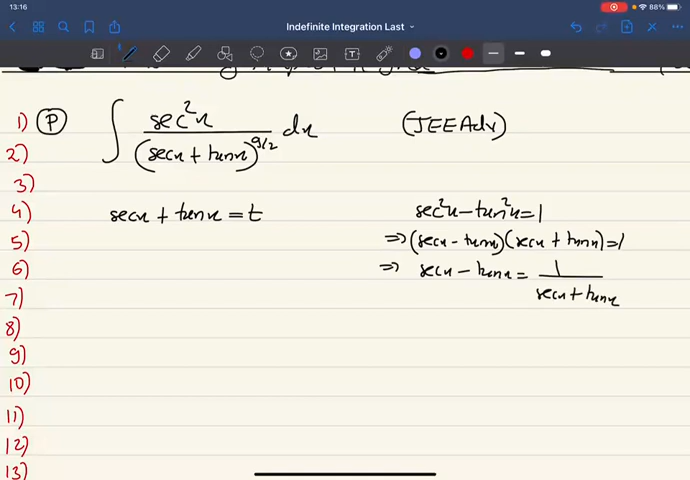 13:16
88%
Indefinite Integration Last
1) P ∫ sec²x / (secx + tanx)^{9/2} dx (JEE Adv)
2)
3)
4) secx + tanx = t sec²x − tan²x = 1
5) ⇒ (secx − tanx)(secx + tanx) = 1
6) ⇒ secx − tanx = 1 / secx + tanx
7)
8)
9)
10)
11)
12)
13)